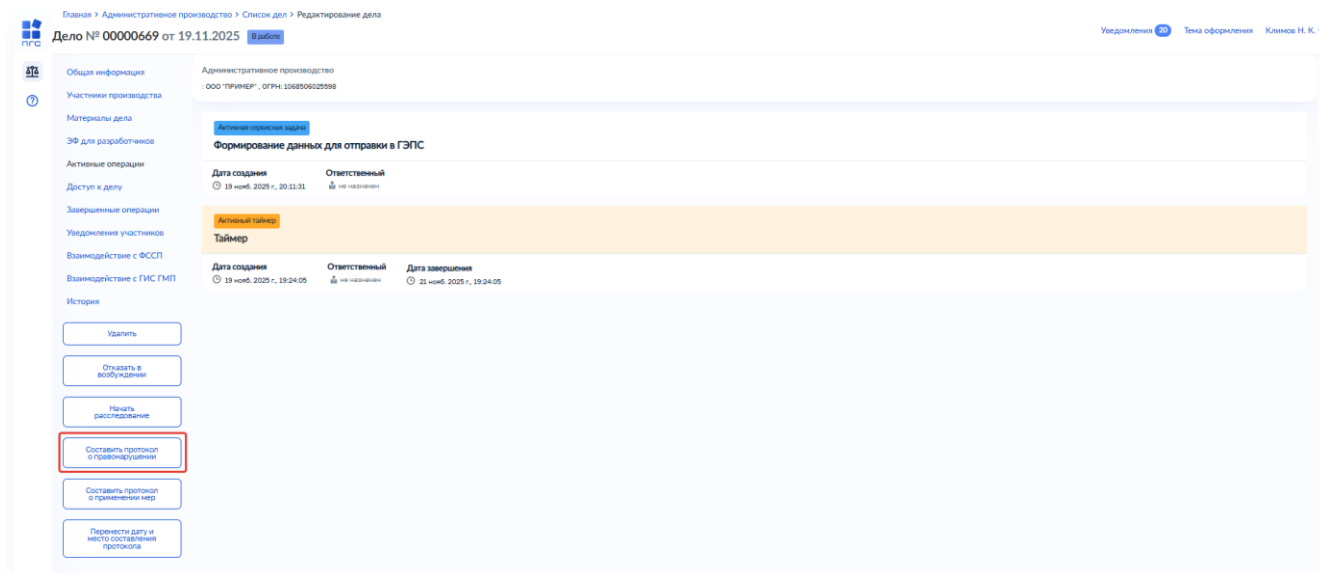 Главная > Административное производство > Список дел > Редактирование дела
Дело № 00000669 от 19.11.2025 В работе
Уведомления 20 Тема оформления Климов Н. К.
ПГС
Общая информация
Участники производства
Материалы дела
ЭФ для разработчиков
Активные операции
Доступ к делу
Завершенные операции
Уведомления участников
Взаимодействие с ФССП
Взаимодействие с ГИС ГМП
История
Удалить
Отказать в
возбуждении
Начать
расследование
Составить протокол
о правонарушении
Составить протокол
о применении мер
Перенести дату и
место составления
протокола
Административное производство
: ООО "ПРИМЕР" , ОГРН: 1068506025598
Активная сервисная задача
Формирование данных для отправки в ГЭПС
Дата создания Ответственный
19 нояб. 2025 г., 20:11:31 не назначен
Активный таймер
Таймер
Дата создания Ответственный Дата завершения
19 нояб. 2025 г., 19:24:05 не назначен 21 нояб. 2025 г., 19:24:05